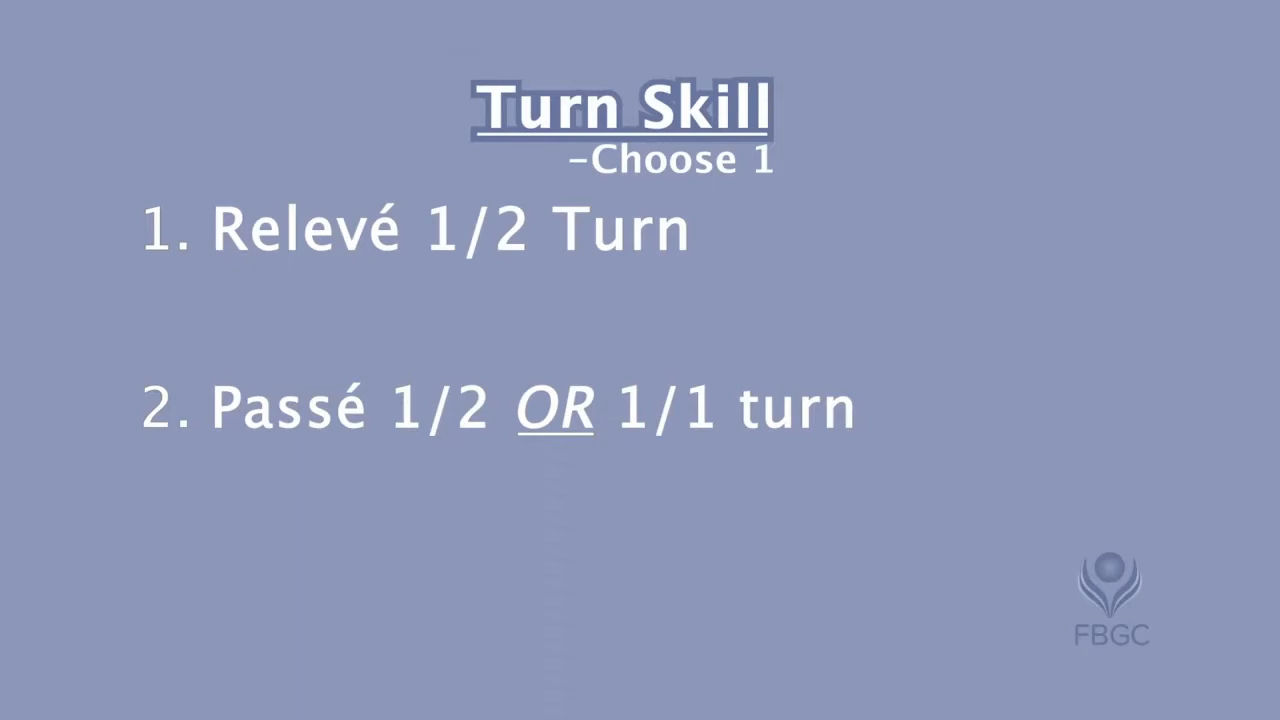 Turn Skill
-Choose 1
1. Relevé 1/2 Turn
2. Passé 1/2 OR 1/1 turn
FBGC